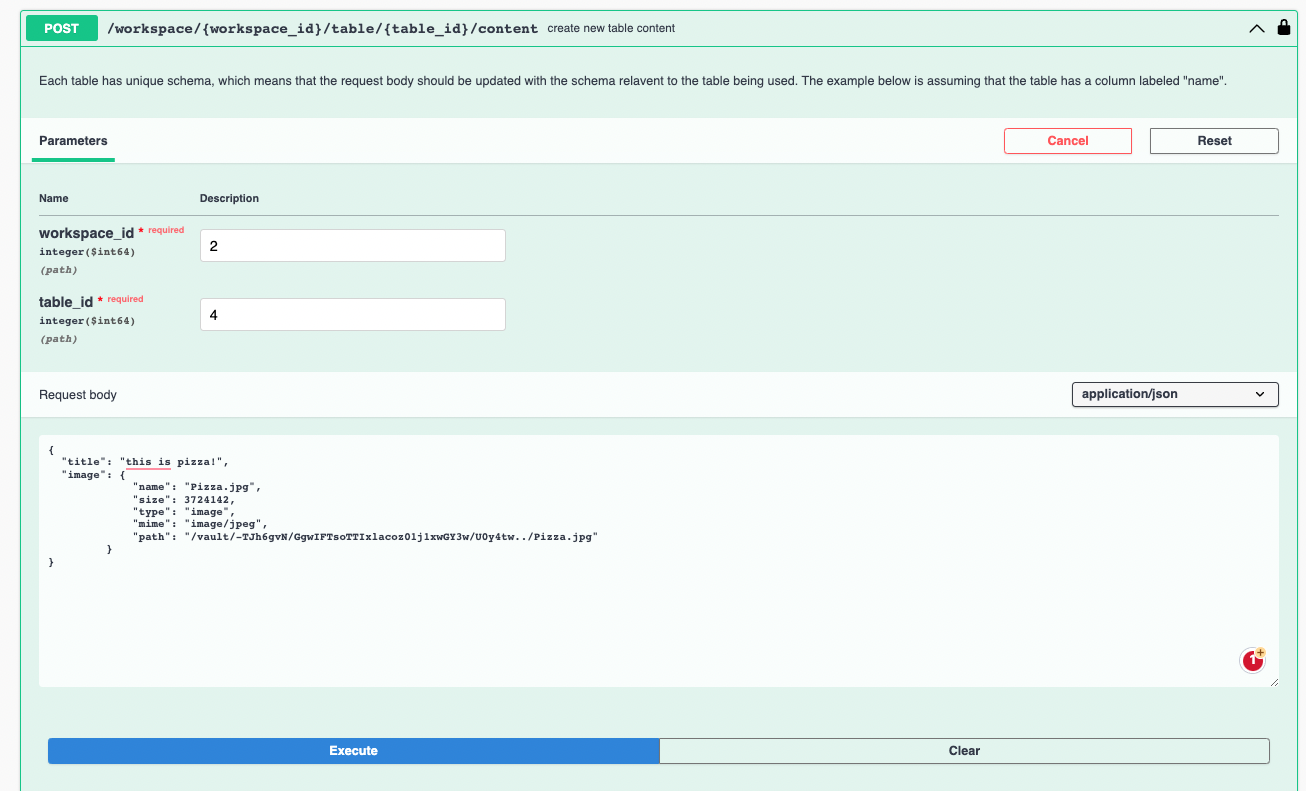 POST /workspace/{workspace_id}/table/{table_id}/content create new table content
Each table has unique schema, which means that the request body should be updated with the schema relavent to the table being used. The example below is assuming that the table has a column labeled "name".
Parameters
Cancel
Reset
Name Description
workspace_id * required
integer($int64)
(path)
2
table_id * required
integer($int64)
(path)
4
Request body
application/json
{
"title": "this is pizza!",
"image": {
"name": "Pizza.jpg",
"size": 3724142,
"type": "image",
"mime": "image/jpeg",
"path": "/vault/-TJh6gvN/GgwIFTsoTTIxlacoz01j1xwGY3w/U0y4tw../Pizza.jpg"
}
}
1+
Execute
Clear